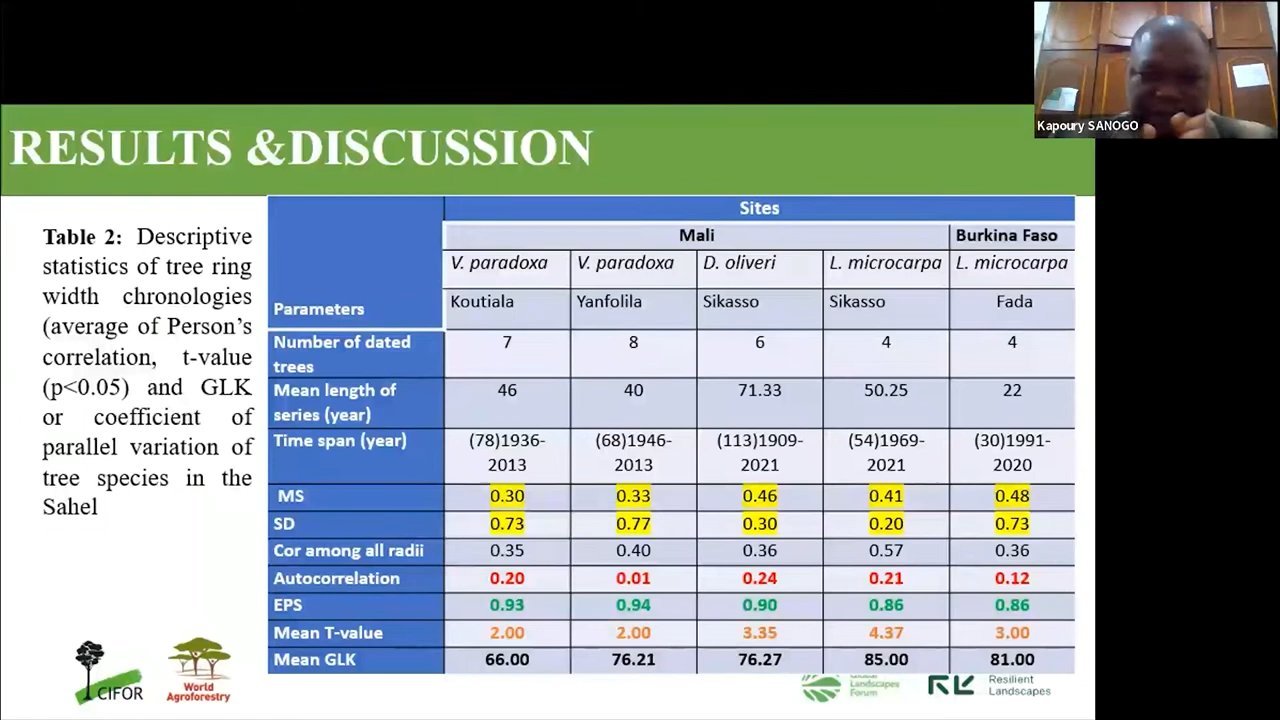 Kapoury SANOGO
RESULTS &DISCUSSION
Table 2: Descriptive
statistics of tree ring
width chronologies
(average of Person's
correlation, t-value
(p<0.05) and GLK
or coefficient of
parallel variation of
tree species in the
Sahel
Sites
Mali Burkina Faso
V. paradoxa V. paradoxa D. oliveri L. microcarpa L. microcarpa
Parameters Koutiala Yanfolila Sikasso Sikasso Fada
Number of dated 7 8 6 4 4
trees
Mean length of 46 40 71.33 50.25 22
series (year)
Time span (year) (78)1936- (68)1946- (113)1909- (54)1969- (30)1991-
2013 2013 2021 2021 2020
MS 0.30 0.33 0.46 0.41 0.48
SD 0.73 0.77 0.30 0.20 0.73
Cor among all radii 0.35 0.40 0.36 0.57 0.36
Autocorrelation 0.20 0.01 0.24 0.21 0.12
EPS 0.93 0.94 0.90 0.86 0.86
Mean T-value 2.00 2.00 3.35 4.37 3.00
Mean GLK 66.00 76.21 76.27 85.00 81.00
CIFOR
World
Agroforestry
Landscapes
Forum
Resilient
Landscapes